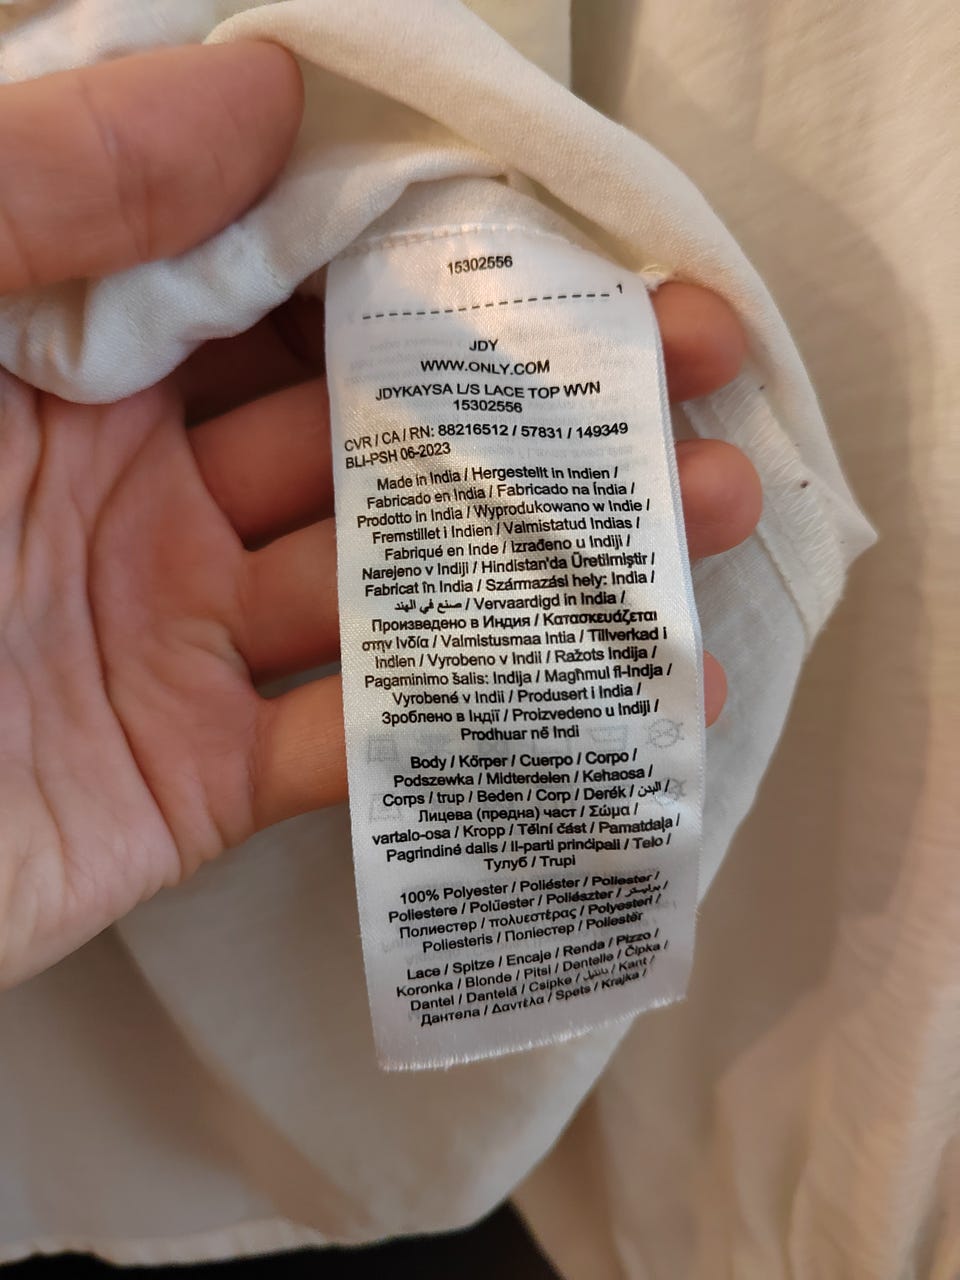 15302556
1
JDY
WWW.ONLY.COM
JDYKAYSA L/S LACE TOP WVN
15302556
CVR / CA / RN: 88216512 / 57831 / 149349
BLI-PSH 06-2023
Made in India / Hergestellt in Indien /
Fabricado en India / Fabricado na Índia /
Prodotto in India / Wyprodukowano w Indie /
Fremstillet i Indien / Valmistatud Indias /
Fabriqué en Inde / Izrađeno u Indiji /
Narejeno v Indiji / Hindistan'da Üretilmiştir /
Fabricat în India / Származási hely: India /
صنع في الهند / Vervaardigd in India /
Произведено в Индия / Κατασκευάζεται
στην Ινδία / Valmistusmaa Intia / Tillverkad i
Indien / Vyrobeno v Indii / Ražots Indija /
Pagaminimo šalis: Indija / Magħmul fl-Indja /
Vyrobené v Indii / Produsert i India /
Зроблено в Індії / Proizvedeno u Indiji /
Prodhuar në Indi
Body / Körper / Cuerpo / Corpo /
Podszewka / Midterdelen / Kehaosa /
Corps / trup / Beden / Corp / Derék / البدن /
Лицева (предна) част / Σώμα /
vartalo-osa / Kropp / Tělní část / Pamatdaļa /
Pagrindinė dalis / Il-parti prinċipali / Telo /
Тулуб / Trupi
100% Polyester / Poliéster / Poliester /
Poliestere / Polüester / Poliészter / بوليستر /
Полиестер / πολυεστέρας / Polyesteri /
Poliesteris / Поліестер / Poliestër
Lace / Spitze / Encaje / Renda / Pizzo /
Koronka / Blonde / Pitsi / Dentelle / Čipka /
Dantel / Dantelă / Csipke / دانتيل / Kant /
Дантела / Δαντέλα / Spets / Krajka /